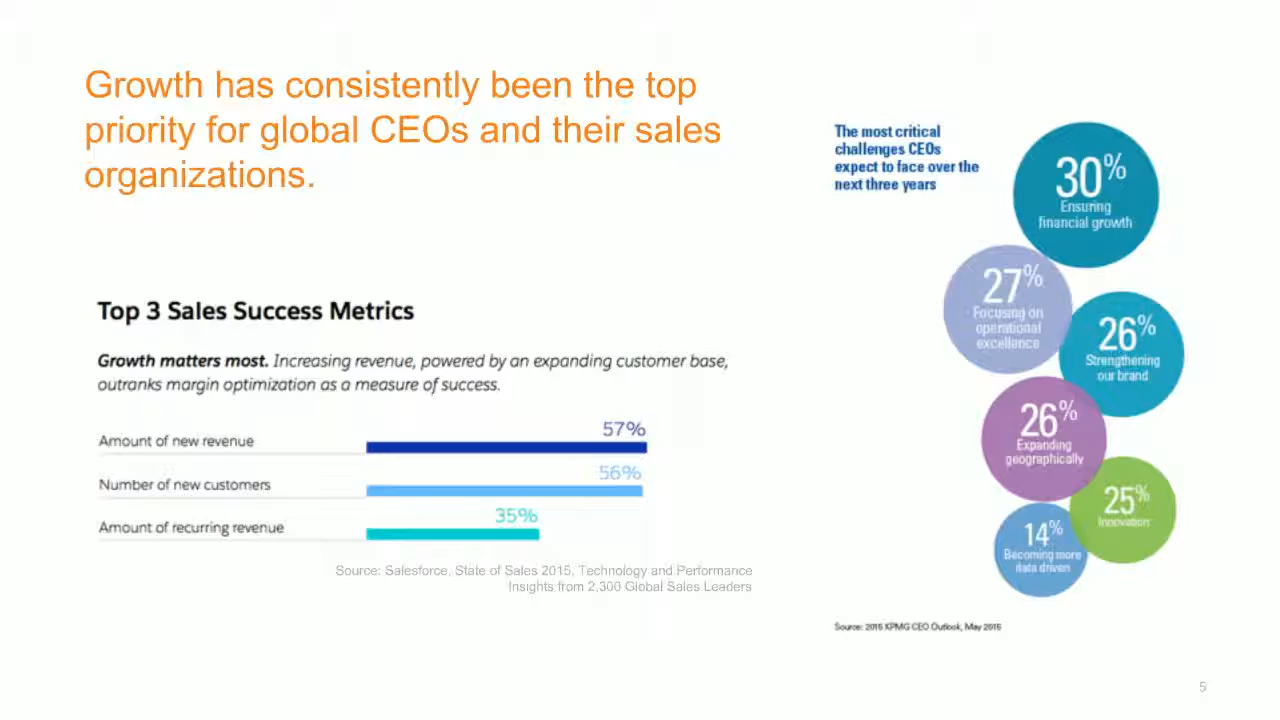 Growth has consistently been the top
priority for global CEOs and their sales
organizations.
Top 3 Sales Success Metrics
Growth matters most. Increasing revenue, powered by an expanding customer base,
outranks margin optimization as a measure of success.
Amount of new revenue 57%
Number of new customers 56%
Amount of recurring revenue 35%
Source: Salesforce, State of Sales 2015, Technology and Performance
Insights from 2,300 Global Sales Leaders
The most critical
challenges CEOs
expect to face over the
next three years
30%
Ensuring
financial growth
27%
Focusing on
operational
excellence
26%
Strengthening
our brand
26%
Expanding
geographically
25%
Innovation
14%
Becoming more
data driven
Source: 2015 KPMG CEO Outlook, May 2015
5